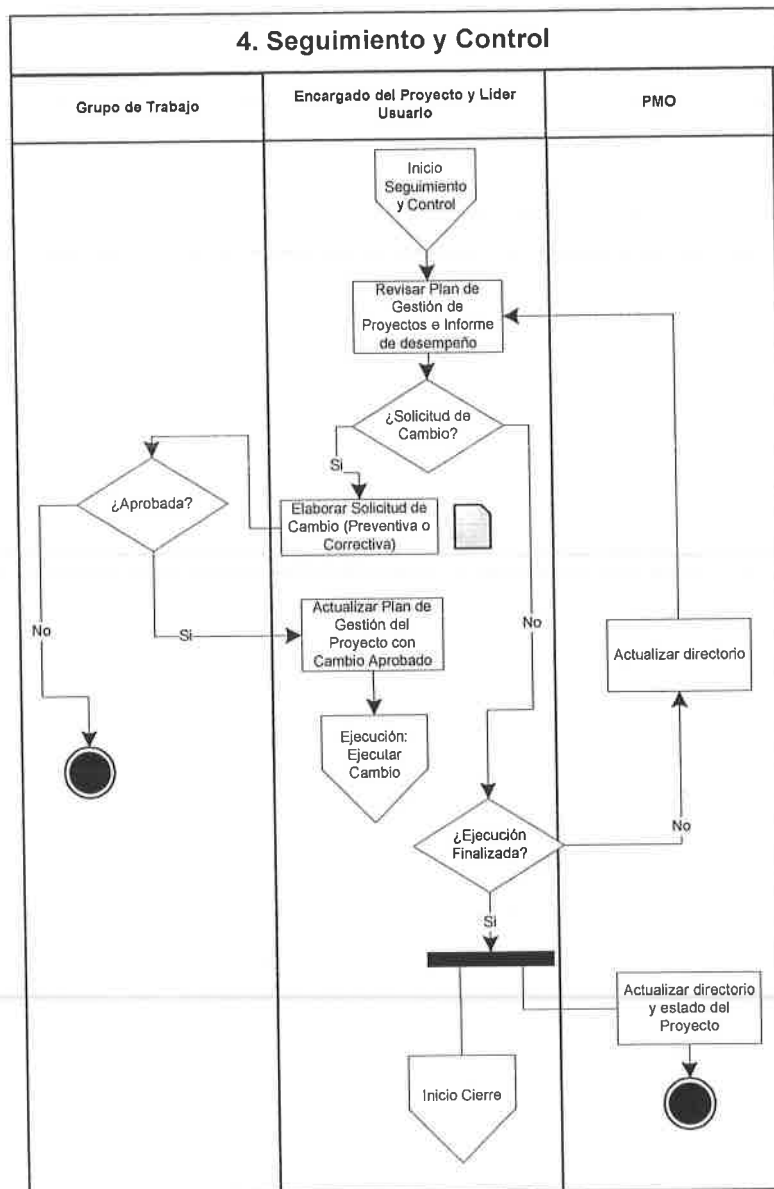 4. Seguimiento y Control
Grupo de Trabajo
Encargado del Proyecto y Lider
Usuario
PMO
Inicio
Seguimiento
y Control
Revisar Plan de
Gestión de
Proyectos e Informe
de desempeño
¿Solicitud de
Cambio?
Si
No
Elaborar Solicitud de
Cambio (Preventiva o
Correctiva)
¿Aprobada?
No
Si
Actualizar Plan de
Gestión del
Proyecto con
Cambio Aprobado
Ejecución:
Ejecutar
Cambio
Actualizar directorio
¿Ejecución
Finalizada?
No
Si
Actualizar directorio
y estado del
Proyecto
Inicio Cierre